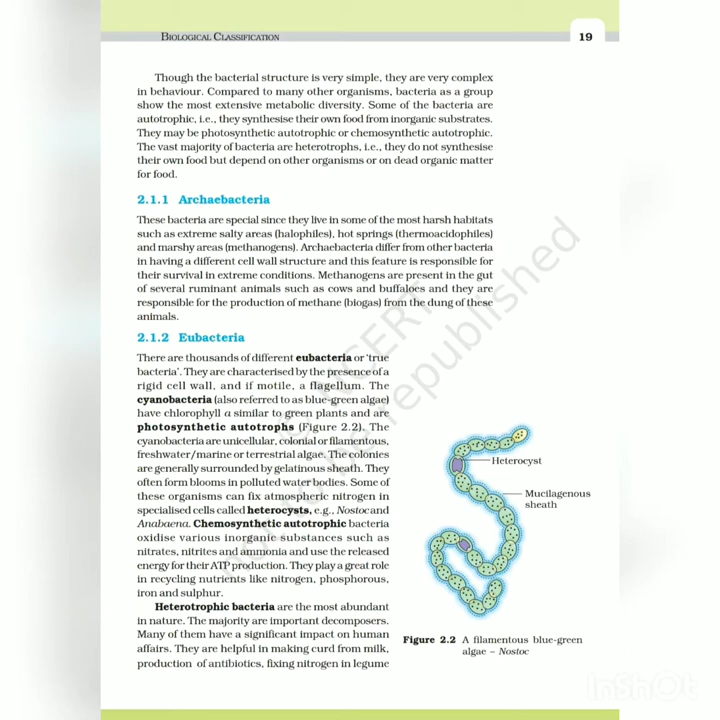 BIOLOGICAL CLASSIFICATION
19
Though the bacterial structure is very simple, they are very complex
in behaviour. Compared to many other organisms, bacteria as a group
show the most extensive metabolic diversity. Some of the bacteria are
autotrophic, i.e., they synthesise their own food from inorganic substrates.
They may be photosynthetic autotrophic or chemosynthetic autotrophic.
The vast majority of bacteria are heterotrophs, i.e., they do not synthesise
their own food but depend on other organisms or on dead organic matter
for food.
2.1.1 Archaebacteria
These bacteria are special since they live in some of the most harsh habitats
such as extreme salty areas (halophiles), hot springs (thermoacidophiles)
and marshy areas (methanogens). Archaebacteria differ from other bacteria
in having a different cell wall structure and this feature is responsible for
their survival in extreme conditions. Methanogens are present in the gut
of several ruminant animals such as cows and buffaloes and they are
responsible for the production of methane (biogas) from the dung of these
animals.
2.1.2 Eubacteria
There are thousands of different eubacteria or 'true
bacteria'. They are characterised by the presence of a
rigid cell wall, and if motile, a flagellum. The
cyanobacteria (also referred to as blue-green algae)
have chlorophyll a similar to green plants and are
photosynthetic autotrophs (Figure 2.2). The
cyanobacteria are unicellular, colonial or filamentous,
freshwater/marine or terrestrial algae. The colonies
are generally surrounded by gelatinous sheath. They
often form blooms in polluted water bodies. Some of
these organisms can fix atmospheric nitrogen in
specialised cells called heterocysts, e.g., Nostoc and
Anabaena. Chemosynthetic autotrophic bacteria
oxidise various inorganic substances such as
nitrates, nitrites and ammonia and use the released
energy for their ATP production. They play a great role
in recycling nutrients like nitrogen, phosphorous,
iron and sulphur.
Heterotrophic bacteria are the most abundant
in nature. The majority are important decomposers.
Many of them have a significant impact on human
affairs. They are helpful in making curd from milk,
production of antibiotics, fixing nitrogen in legume
Heterocyst
Mucilagenous
sheath
Figure 2.2 A filamentous blue-green
algae – Nostoc
© NCERT
not to be republished
InShOt